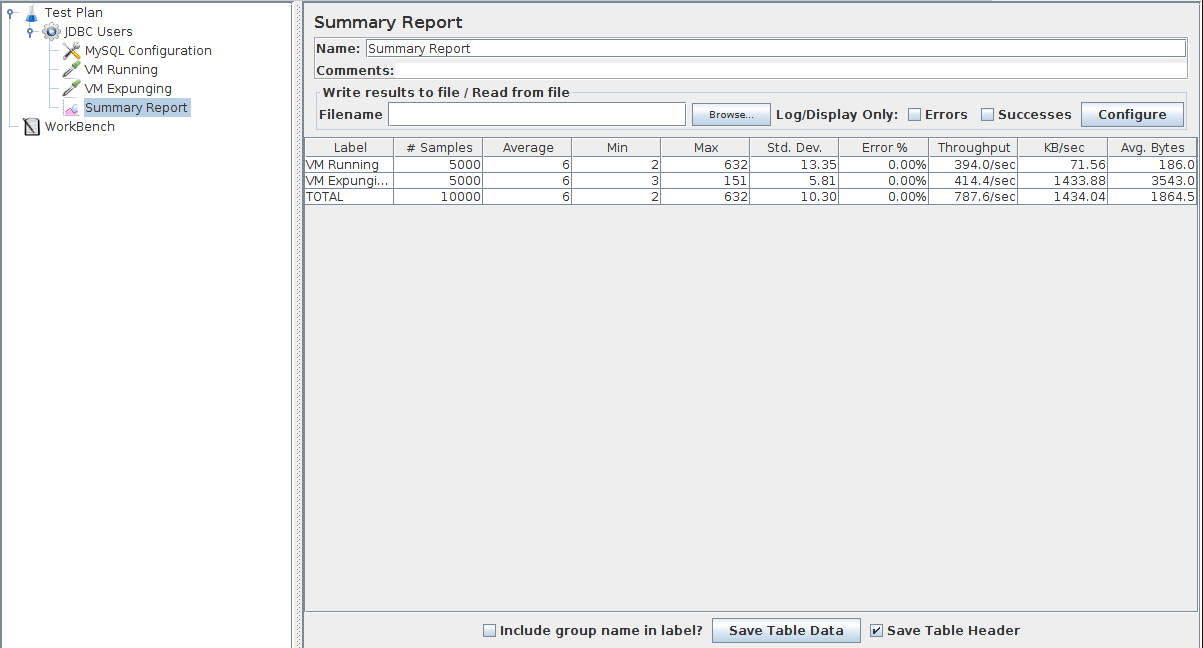 Test Plan
JDBC Users
MySQL Configuration
VM Running
VM Expunging
Summary Report
WorkBench
Summary Report
Name: Summary Report
Comments:
Write results to file / Read from file
Filename Browse... Log/Display Only: Errors Successes Configure
Label # Samples Average Min Max Std. Dev. Error % Throughput KB/sec Avg. Bytes
VM Running 5000 6 2 632 13.35 0.00% 394.0/sec 71.56 186.0
VM Expungi... 5000 6 3 151 5.81 0.00% 414.4/sec 1433.88 3543.0
TOTAL 10000 6 2 632 10.30 0.00% 787.6/sec 1434.04 1864.5
Include group name in label? Save Table Data Save Table Header